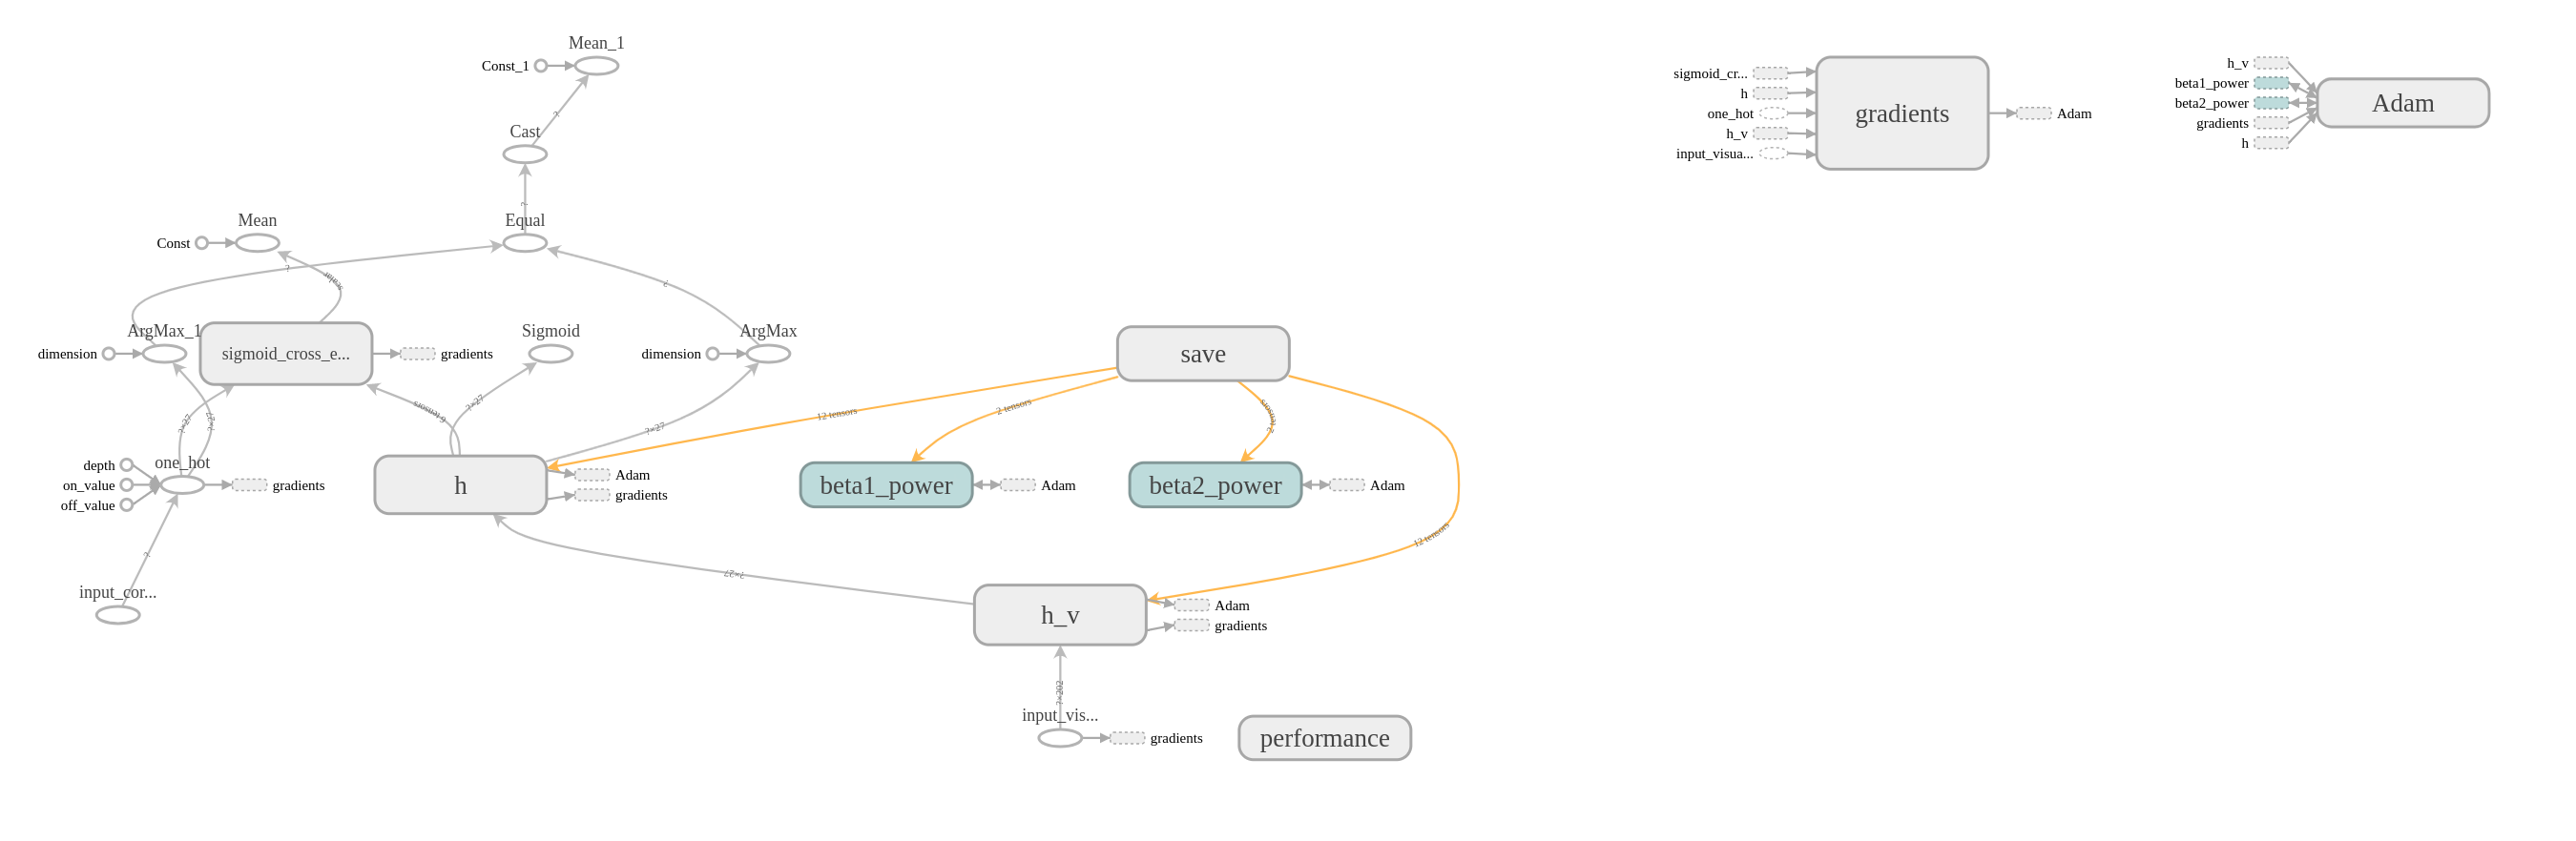 Mean_1
Const_1
?
Cast
?
Equal
Mean
Const
?
scalar
?
ArgMax_1
dimension
sigmoid_cross_e...
gradients
Sigmoid
dimension
ArgMax
save
?×27
?×27
6 tensors
?×27
?×27
12 tensors
2 tensors
2 tensors
one_hot
depth
on_value
off_value
gradients
h
Adam
gradients
beta1_power
Adam
beta2_power
Adam
12 tensors
?
?×27
input_cor...
h_v
Adam
gradients
?×202
input_vis...
gradients
performance
sigmoid_cr...
h
one_hot
h_v
input_visua...
gradients
Adam
h_v
beta1_power
beta2_power
gradients
h
Adam